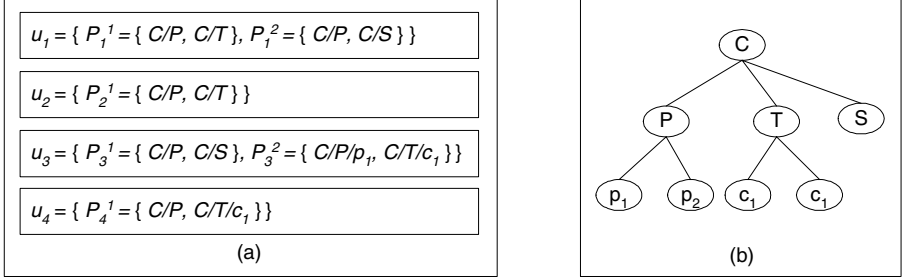 u₁ = { P₁¹ = { C/P, C/T }, P₁² = { C/P, C/S } }
u₂ = { P₂¹ = { C/P, C/T } }
u₃ = { P₃¹ = { C/P, C/S }, P₃² = { C/P/p₁, C/T/c₁ } }
u₄ = { P₄¹ = { C/P, C/T/c₁ } }
(a)
C
P T S
p₁ p₂ c₁ c₁
(b)